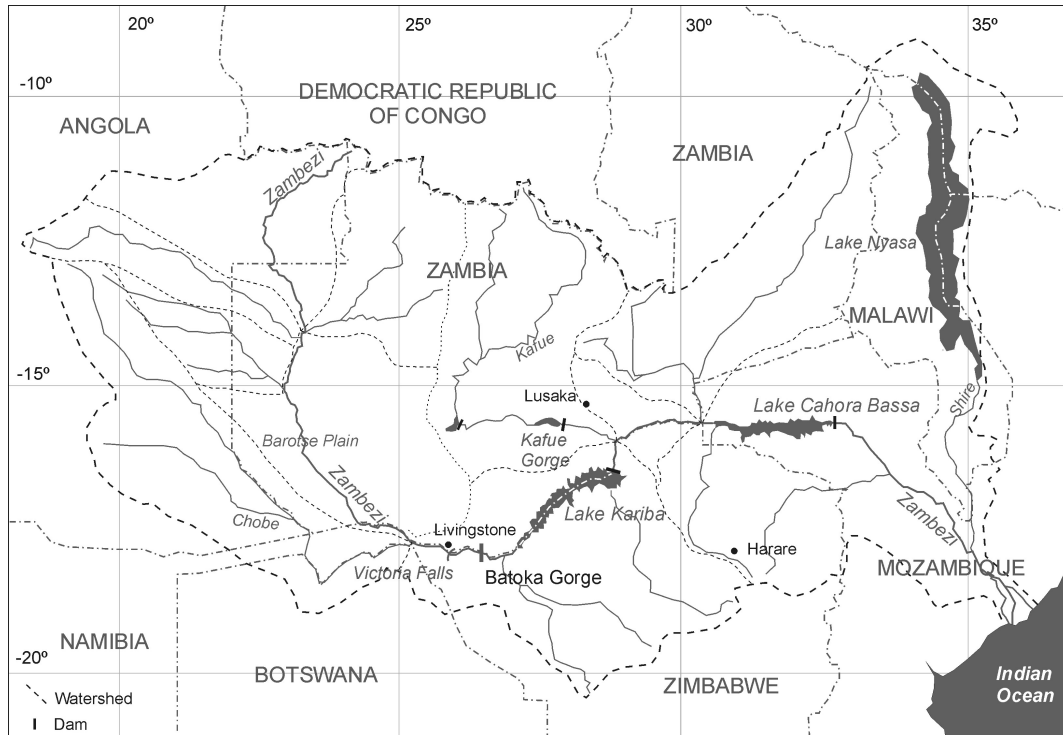 20º
25º
30º
35º
-10º
DEMOCRATIC REPUBLIC
OF CONGO
ANGOLA
ZAMBIA
Zambezi
Lake Nyasa
ZAMBIA
MALAWI
Kafue
-15º
Lusaka
Lake Cahora Bassa
Shire
Barotse Plain
Kafue
Gorge
Zambezi
Lake Kariba
Zambezi
Chobe
Livingstone
Harare
Victoria Falls
Batoka Gorge
MOZAMBIQUE
NAMIBIA
-20º
BOTSWANA
ZIMBABWE
Indian
Ocean
Watershed
Dam